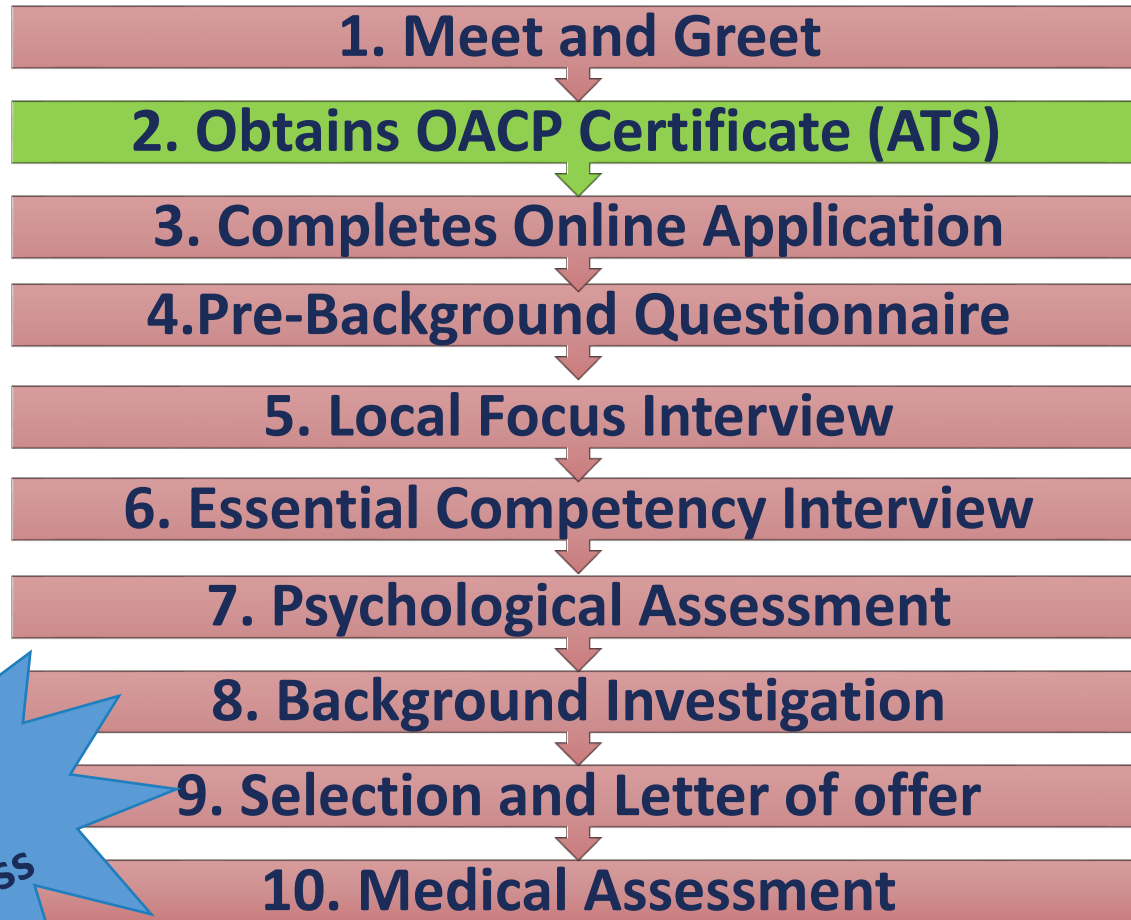 1. Meet and Greet
2. Obtains OACP Certificate (ATS)
3. Completes Online Application
4.Pre-Background Questionnaire
5. Local Focus Interview
6. Essential Competency Interview
7. Psychological Assessment
8. Background Investigation
9. Selection and Letter of offer
10. Medical Assessment